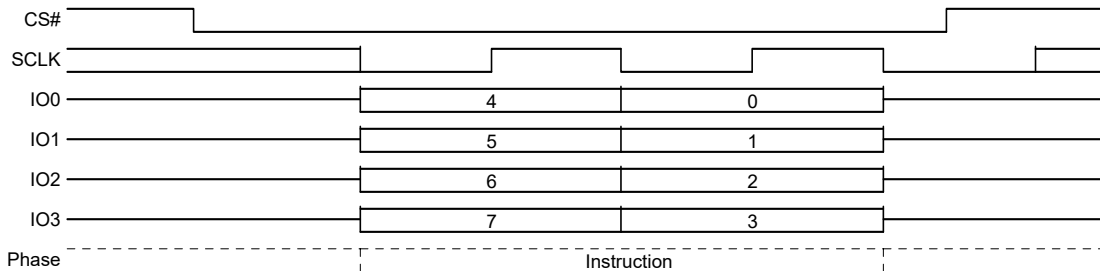 CS#
SCLK
IO0 4 0
IO1 5 1
IO2 6 2
IO3 7 3
Phase Instruction